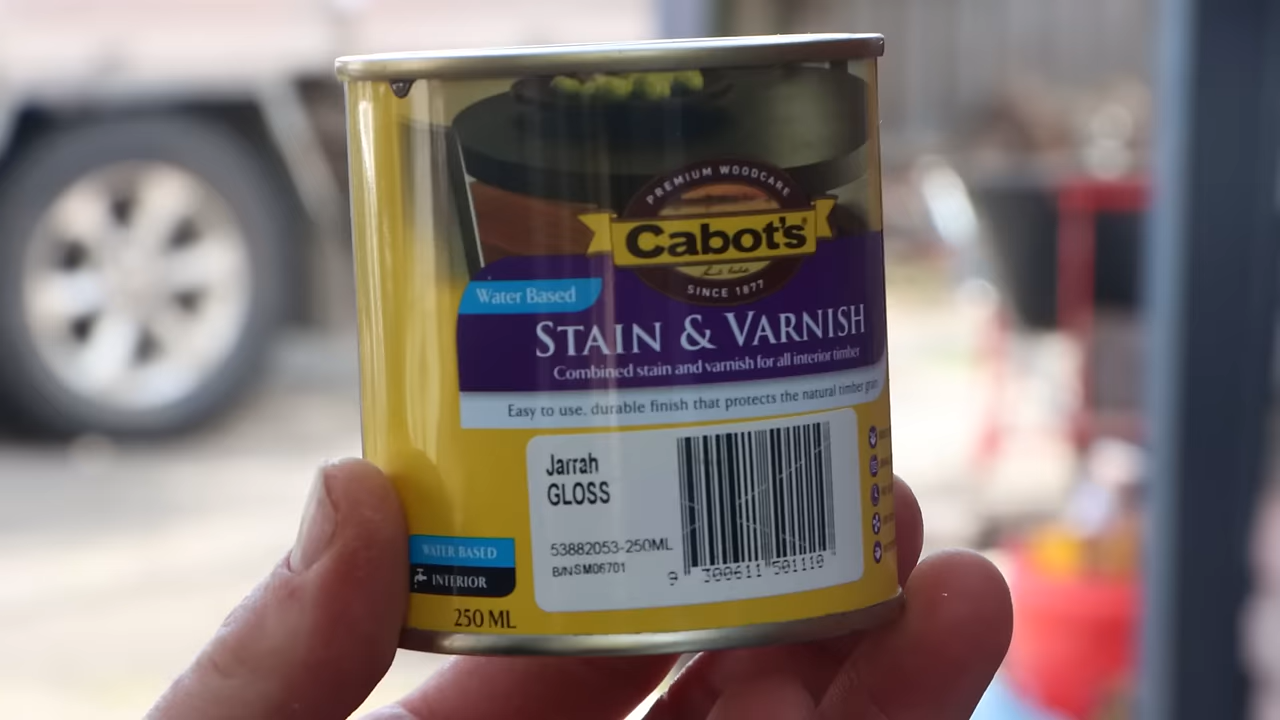 PREMIUM WOODCARE
Cabot's
SINCE 1877
Water Based
STAIN & VARNISH
Combined stain and varnish for all interior timber
Easy to use, durable finish that protects the natural timber grain
Jarrah
GLOSS
53882053-250ML
B/N SM06701
9 300611 501110
WATER BASED
INTERIOR
250 ML